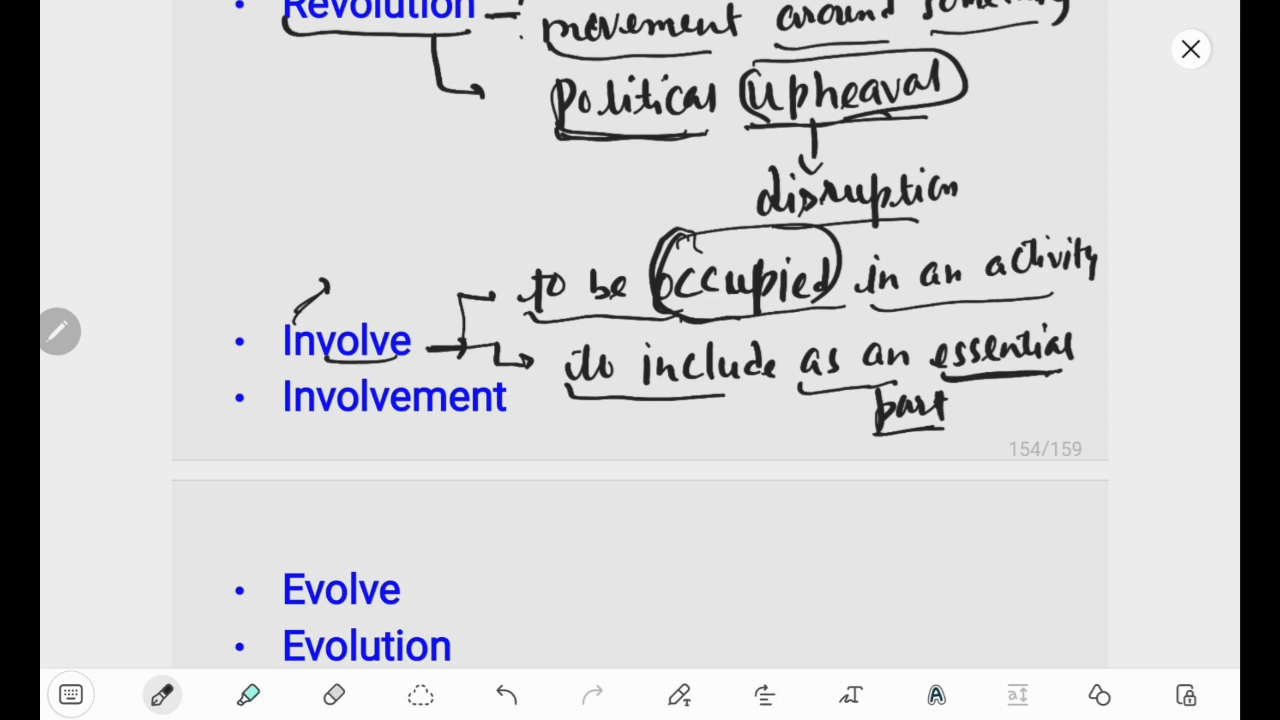 • Revolution – : movement around
Political Upheaval
disruption
to be occupied in an activity
• Involve
to include as an essential
• Involvement
part
154/159
• Evolve
• Evolution